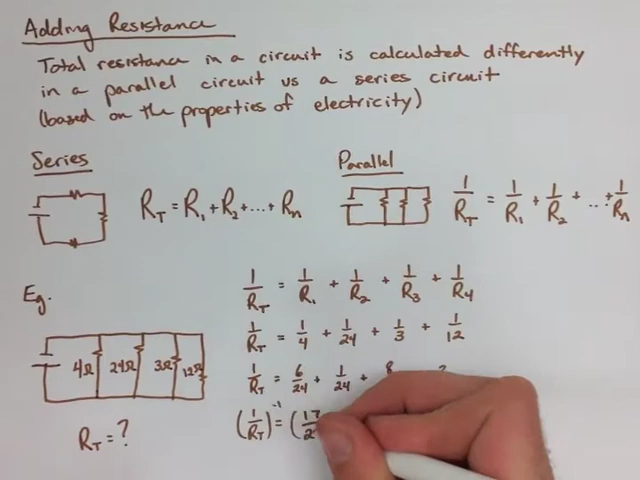 Adding Resistance
Total resistance in a circuit is calculated differently
in a parallel circuit vs a series circuit
(based on the properties of electricity)
Series
R_T = R_1 + R_2 + ... + R_n
Parallel
1/R_T = 1/R_1 + 1/R_2 + ... + 1/R_n
Eg.
4Ω 24Ω 3Ω 12Ω
R_T = ?
1/R_T = 1/R_1 + 1/R_2 + 1/R_3 + 1/R_4
1/R_T = 1/4 + 1/24 + 1/3 + 1/12
1/R_T = 6/24 + 1/24 + 8
(1/R_T)^-1 = (17/2